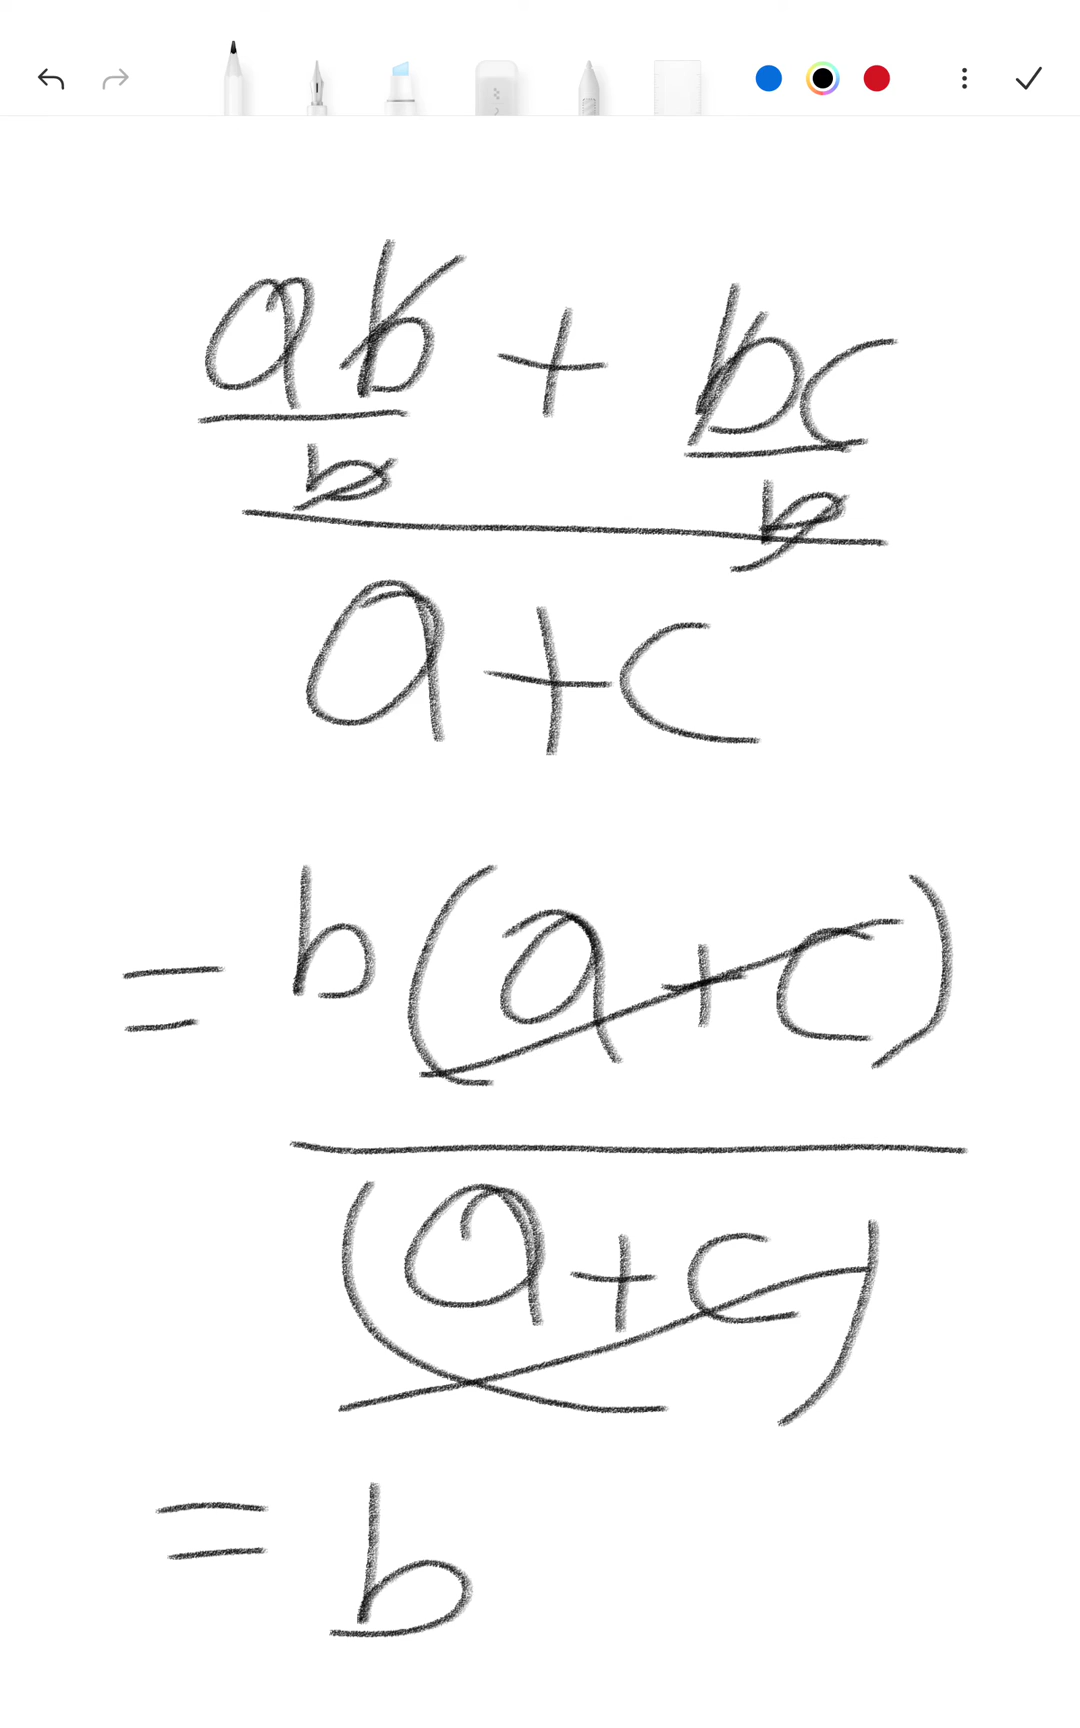 ab + bc
b b
a+c
= b(a+c)
(a+c)
= b